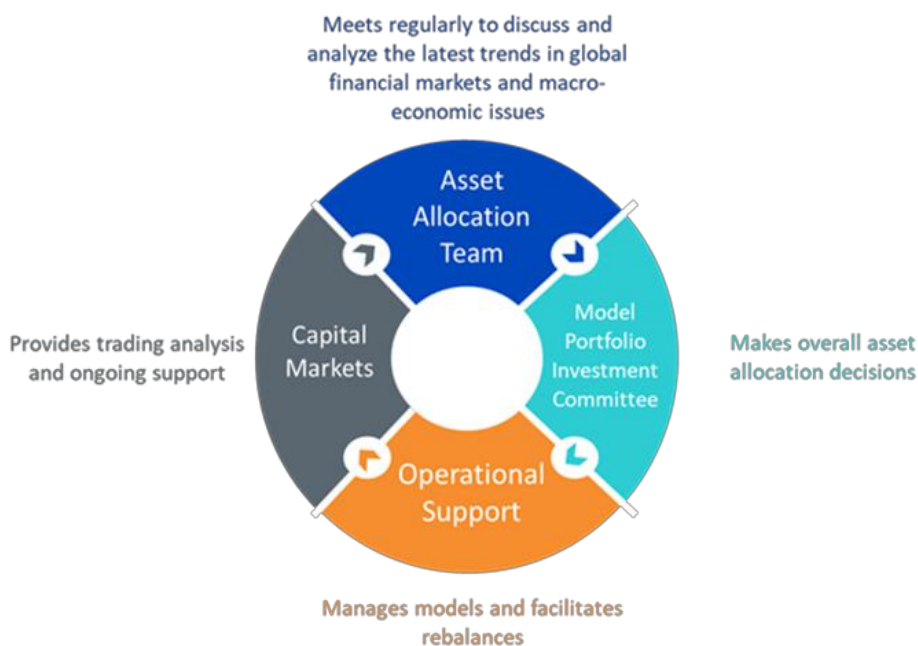 Meets regularly to discuss and
analyze the latest trends in global
financial markets and macro-
economic issues
Asset
Allocation
Team
Capital
Markets
Model
Portfolio
Investment
Committee
Provides trading analysis
and ongoing support
Makes overall asset
allocation decisions
Operational
Support
Manages models and facilitates
rebalances